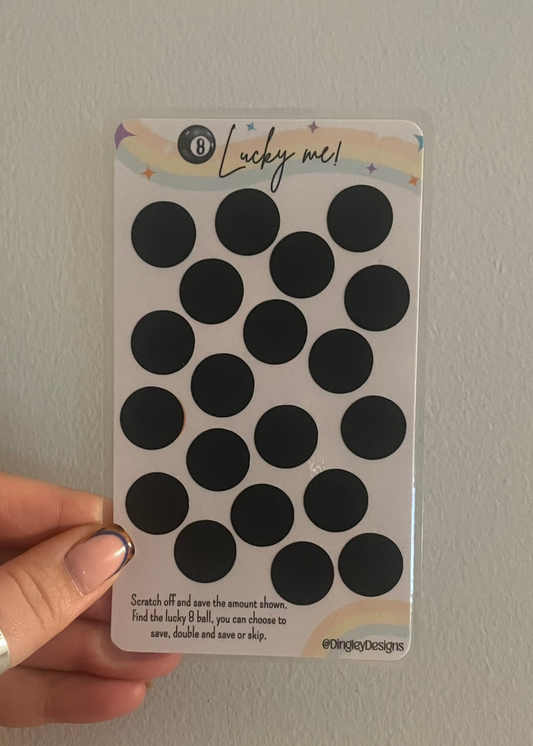 8 Lucky me!
Scratch off and save the amount shown.
Find the lucky 8 ball, you can choose to
save, double and save or skip.
@DingleyDesigns